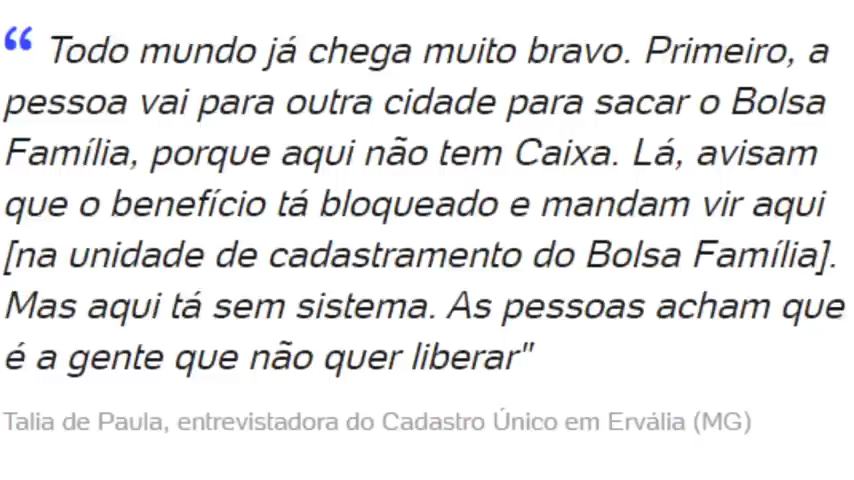 “ Todo mundo já chega muito bravo. Primeiro, a
pessoa vai para outra cidade para sacar o Bolsa
Família, porque aqui não tem Caixa. Lá, avisam
que o benefício tá bloqueado e mandam vir aqui
[na unidade de cadastramento do Bolsa Família].
Mas aqui tá sem sistema. As pessoas acham que
é a gente que não quer liberar"
Talia de Paula, entrevistadora do Cadastro Único em Ervália (MG)